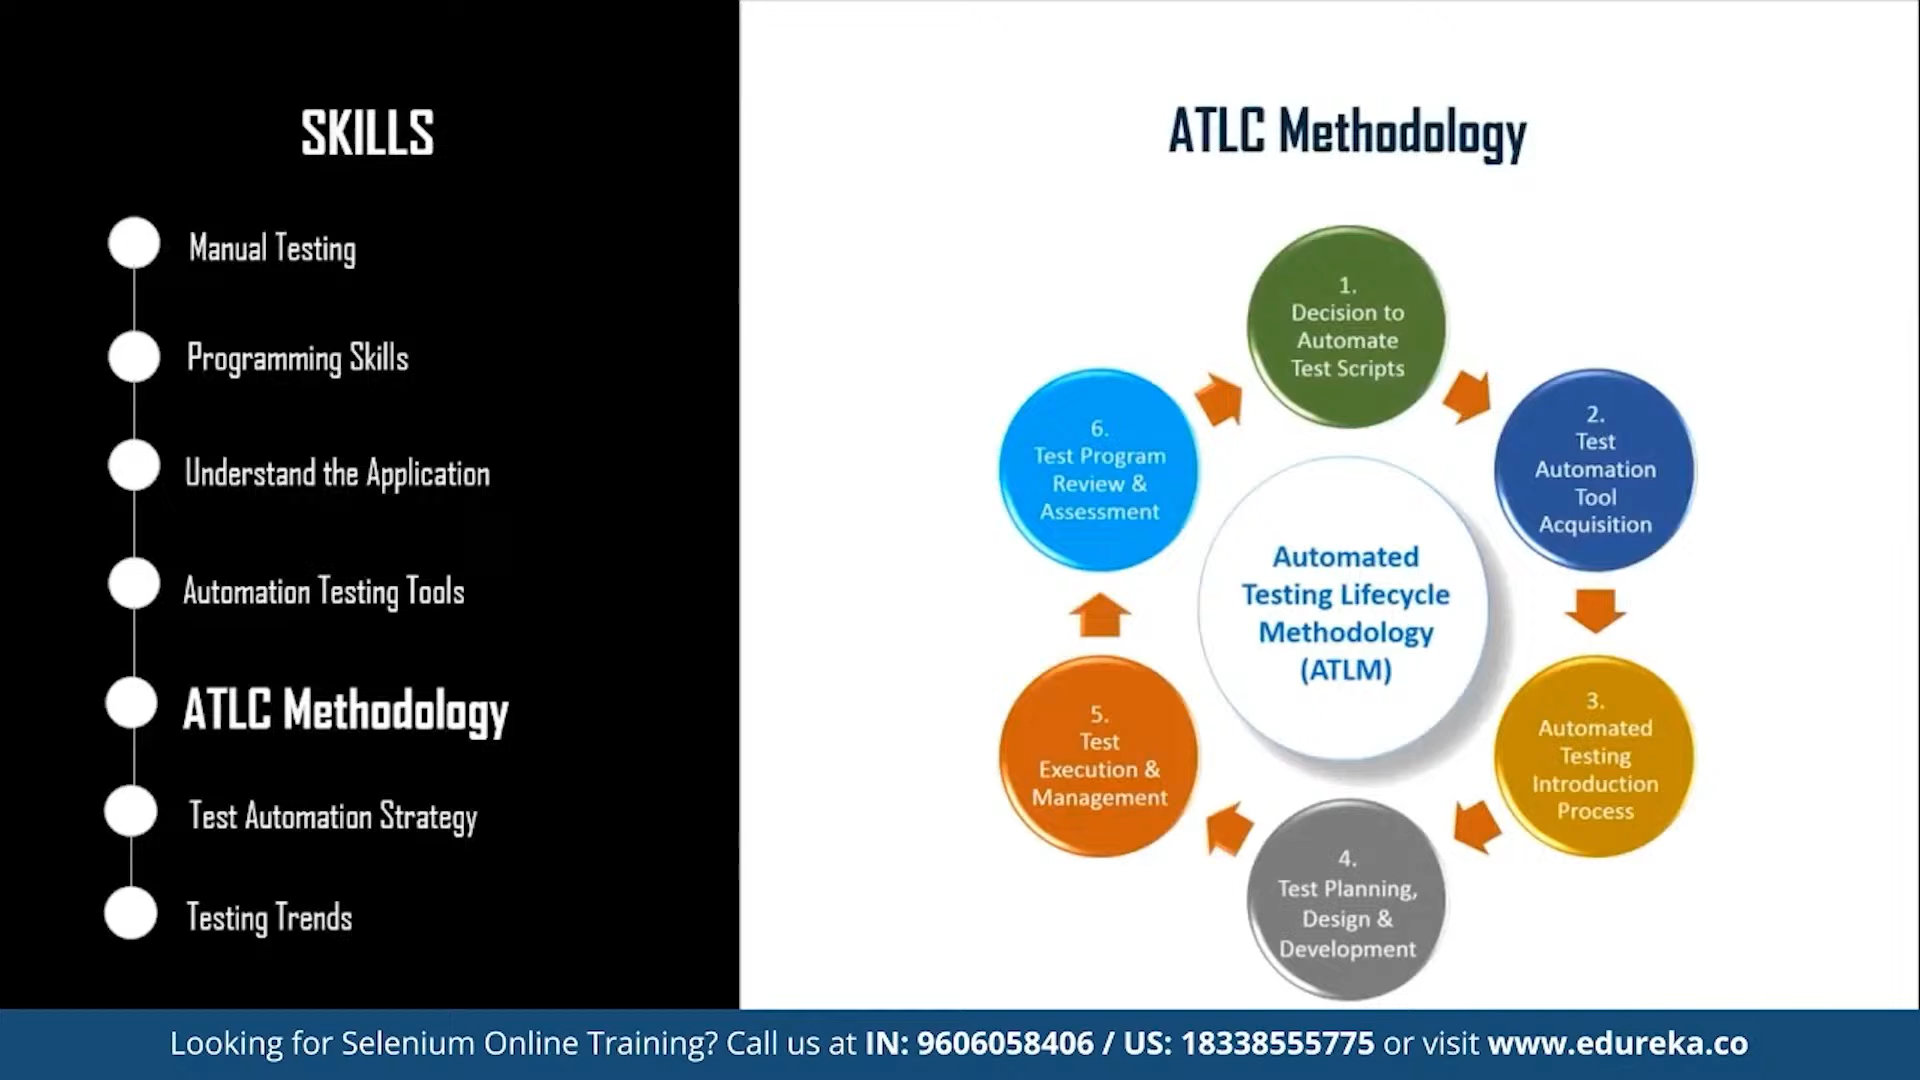 SKILLS
Manual Testing
Programming Skills
Understand the Application
Automation Testing Tools
ATLC Methodology
Test Automation Strategy
Testing Trends
ATLC Methodology
1.
Decision to
Automate
Test Scripts
2.
Test
Automation
Tool
Acquisition
3.
Automated
Testing
Introduction
Process
4.
Test Planning,
Design &
Development
5.
Test
Execution &
Management
6.
Test Program
Review &
Assessment
Automated
Testing Lifecycle
Methodology
(ATLM)
Looking for Selenium Online Training? Call us at IN: 9606058406 / US: 18338555775 or visit www.edureka.co